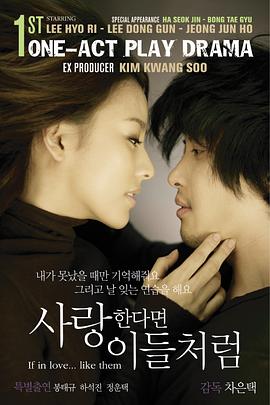 1ST STARRING SPECIAL APPEARANCE HA SEOK JIN - BONG TAE GYU
LEE HYO RI - LEE DONG GUN - JEONG JUN HO
ONE-ACT PLAY DRAMA
EX PRODUCER KIM KWANG SOO
내가 못났을 때만 기억해줘요
그리고 날 잊는 연습을 해요
사랑한다면
이들처럼
If in love... like them
특별출연 봉태규 하석진 정운택 감독 차은택